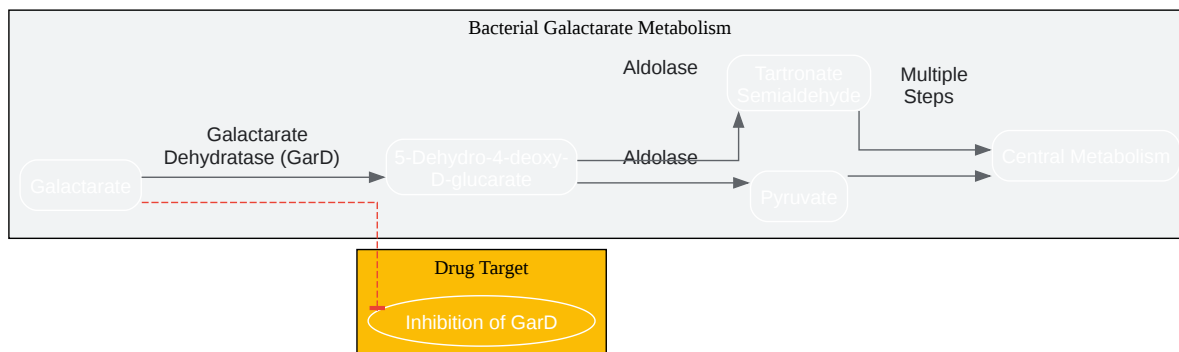 Bacterial Galactarate Metabolism
Aldolase
Tartronate
Semialdehyde
Multiple
Steps
Galactarate
Dehydratase (GarD)
5-Dehydro-4-deoxy-
D-glucarate
Aldolase
Central Metabolism
Galactarate
Pyruvate
Drug Target
Inhibition of GarD